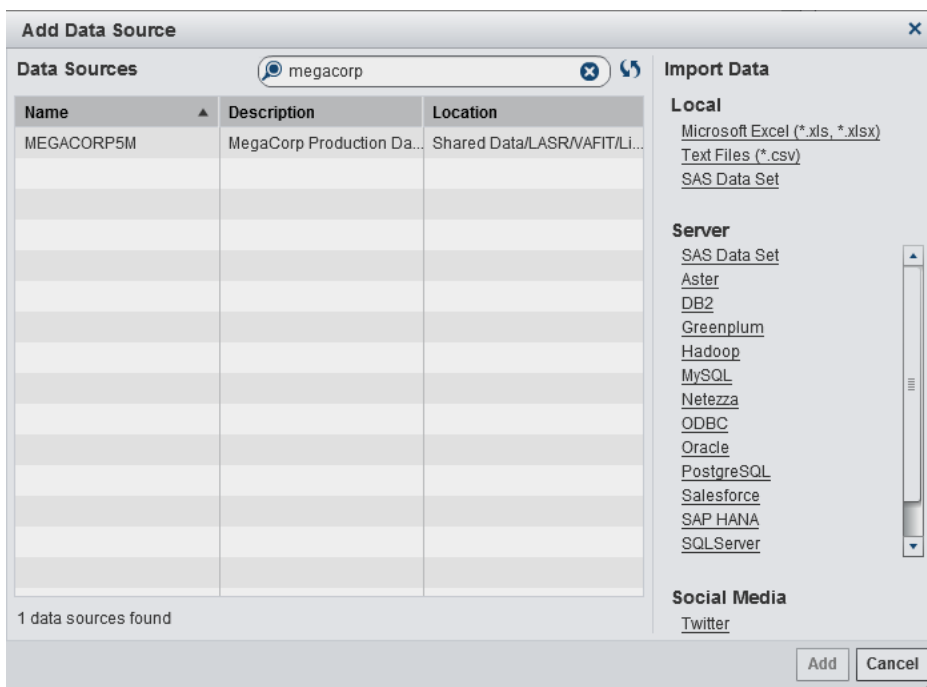 Add Data Source
Data Sources
megacorp
Name
Description
Location
MEGACORP5M
MegaCorp Production Da...
Shared Data/LASR/VAFIT/Li...
1 data sources found
Import Data
Local
Microsoft Excel (*.xls, *.xlsx)
Text Files (*.csv)
SAS Data Set
Server
SAS Data Set
Aster
DB2
Greenplum
Hadoop
MySQL
Netezza
ODBC
Oracle
PostgreSQL
Salesforce
SAP HANA
SQLServer
Social Media
Twitter
Add
Cancel